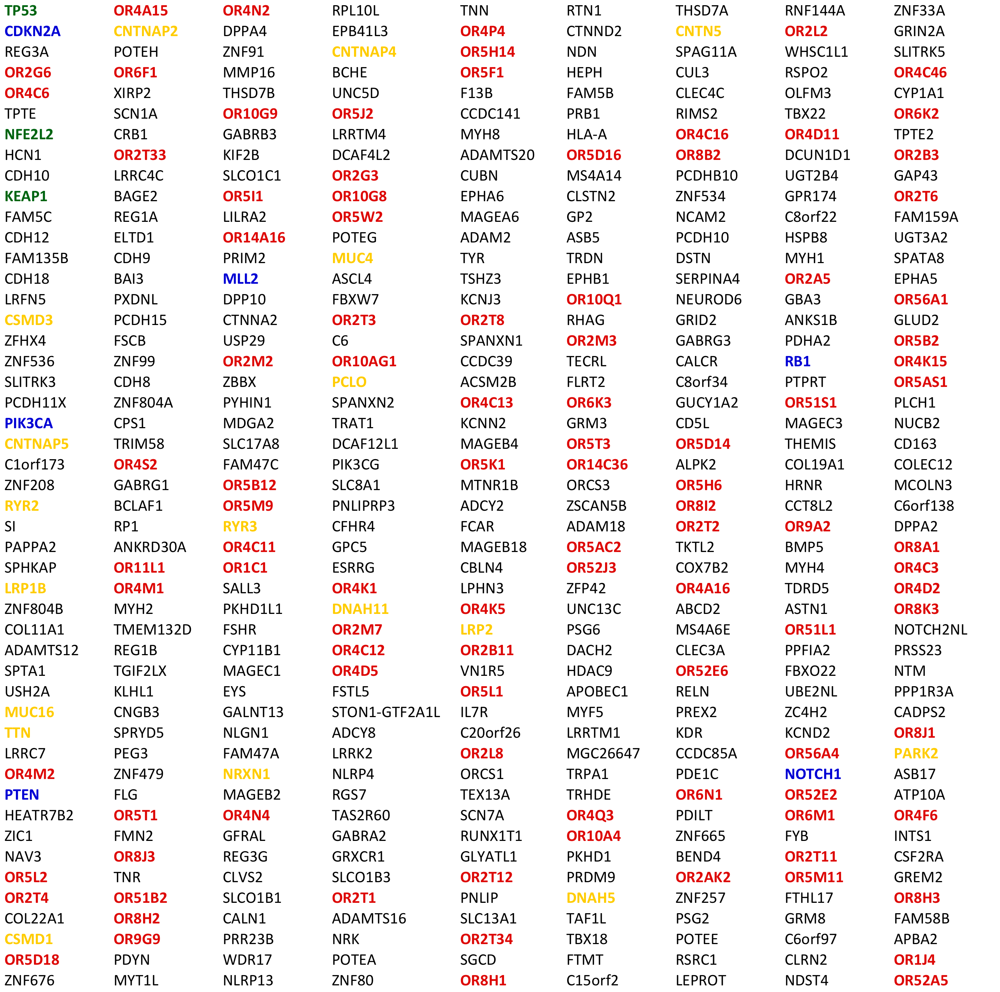 TP53 OR4A15 OR4N2 RPL10L TNN RTN1 THSD7A RNF144A ZNF33A
CDKN2A CNTNAP2 DPPA4 EPB41L3 OR4P4 CTNND2 CNTN5 OR2L2 GRIN2A
REG3A POTEH ZNF91 CNTNAP4 OR5H14 NDN SPAG11A WHSC1L1 SLITRK5
OR2G6 OR6F1 MMP16 BCHE OR5F1 HEPH CUL3 RSPO2 OR4C46
OR4C6 XIRP2 THSD7B UNC5D F13B FAM5B CLEC4C OLFM3 CYP1A1
TPTE SCN1A OR10G9 OR5J2 CCDC141 PRB1 RIMS2 TBX22 OR6K2
NFE2L2 CRB1 GABRB3 LRRTM4 MYH8 HLA-A OR4C16 OR4D11 TPTE2
HCN1 OR2T33 KIF2B DCAF4L2 ADAMTS20 OR5D16 OR8B2 DCUN1D1 OR2B3
CDH10 LRRC4C SLCO1C1 OR2G3 CUBN MS4A14 PCDHB10 UGT2B4 GAP43
KEAP1 BAGE2 OR5I1 OR10G8 EPHA6 CLSTN2 ZNF534 GPR174 OR2T6
FAM5C REG1A LILRA2 OR5W2 MAGEA6 GP2 NCAM2 C8orf22 FAM159A
CDH12 ELTD1 OR14A16 POTEG ADAM2 ASB5 PCDH10 HSPB8 UGT3A2
FAM135B CDH9 PRIM2 MUC4 TYR TRDN DSTN MYH1 SPATA8
CDH18 BAI3 MLL2 ASCL4 TSHZ3 EPHB1 SERPINA4 OR2A5 EPHA5
LRFN5 PXDNL DPP10 FBXW7 KCNJ3 OR10Q1 NEUROD6 GBA3 OR56A1
CSMD3 PCDH15 CTNNA2 OR2T3 OR2T8 RHAG GRID2 ANKS1B GLUD2
ZFHX4 FSCB USP29 C6 SPANXN1 OR2M3 GABRG3 PDHA2 OR5B2
ZNF536 ZNF99 OR2M2 OR10AG1 CCDC39 TECRL CALCR RB1 OR4K15
SLITRK3 CDH8 ZBBX PCLO ACSM2B FLRT2 C8orf34 PTPRT OR5AS1
PCDH11X ZNF804A PYHIN1 SPANXN2 OR4C13 OR6K3 GUCY1A2 OR51S1 PLCH1
PIK3CA CPS1 MDGA2 TRAT1 KCNN2 GRM3 CD5L MAGEC3 NUCB2
CNTNAP5 TRIM58 SLC17A8 DCAF12L1 MAGEB4 OR5T3 OR5D14 THEMIS CD163
C1orf173 OR4S2 FAM47C PIK3CG OR5K1 OR14C36 ALPK2 COL19A1 COLEC12
ZNF208 GABRG1 OR5B12 SLC8A1 MTNR1B ORCS3 OR5H6 HRNR MCOLN3
RYR2 BCLAF1 OR5M9 PNLIPRP3 ADCY2 ZSCAN5B OR8I2 CCT8L2 C6orf138
SI RP1 RYR3 CFHR4 FCAR ADAM18 OR2T2 OR9A2 DPPA2
PAPPA2 ANKRD30A OR4C11 GPC5 MAGEB18 OR5AC2 TKTL2 BMP5 OR8A1
SPHKAP OR11L1 OR1C1 ESRRG CBLN4 OR52J3 COX7B2 MYH4 OR4C3
LRP1B OR4M1 SALL3 OR4K1 LPHN3 ZFP42 OR4A16 TDRD5 OR4D2
ZNF804B MYH2 PKHD1L1 DNAH11 OR4K5 UNC13C ABCD2 ASTN1 OR8K3
COL11A1 TMEM132D FSHR OR2M7 LRP2 PSG6 MS4A6E OR51L1 NOTCH2NL
ADAMTS12 REG1B CYP11B1 OR4C12 OR2B11 DACH2 CLEC3A PPFIA2 PRSS23
SPTA1 TGIF2LX MAGEC1 OR4D5 VN1R5 HDAC9 OR52E6 FBXO22 NTM
USH2A KLHL1 EYS FSTL5 OR5L1 APOBEC1 RELN UBE2NL PPP1R3A
MUC16 CNGB3 GALNT13 STON1-GTF2A1L IL7R MYF5 PREX2 ZC4H2 CADPS2
TTN SPRYD5 NLGN1 ADCY8 C20orf26 LRRTM1 KDR KCND2 OR8J1
LRRC7 PEG3 FAM47A LRRK2 OR2L8 MGC26647 CCDC85A OR56A4 PARK2
OR4M2 ZNF479 NRXN1 NLRP4 ORCS1 TRPA1 PDE1C NOTCH1 ASB17
PTEN FLG MAGEB2 RGS7 TEX13A TRHDE OR6N1 OR52E2 ATP10A
HEATR7B2 OR5T1 OR4N4 TAS2R60 SCN7A OR4Q3 PDILT OR6M1 OR4F6
ZIC1 FMN2 GFRAL GABRA2 RUNX1T1 OR10A4 ZNF665 FYB INTS1
NAV3 OR8J3 REG3G GRXCR1 GLYATL1 PKHD1 BEND4 OR2T11 CSF2RA
OR5L2 TNR CLVS2 SLCO1B3 OR2T12 PRDM9 OR2AK2 OR5M11 GREM2
OR2T4 OR51B2 SLCO1B1 OR2T1 PNLIP DNAH5 ZNF257 FTHL17 OR8H3
COL22A1 OR8H2 CALN1 ADAMTS16 SLC13A1 TAF1L PSG2 GRM8 FAM58B
CSMD1 OR9G9 PRR23B NRK OR2T34 TBX18 POTEE C6orf97 APBA2
OR5D18 PDYN WDR17 POTEA SGCD FTMT RSRC1 CLRN2 OR1J4
ZNF676 MYT1L NLRP13 ZNF80 OR8H1 C15orf2 LEPROT NDST4 OR52A5